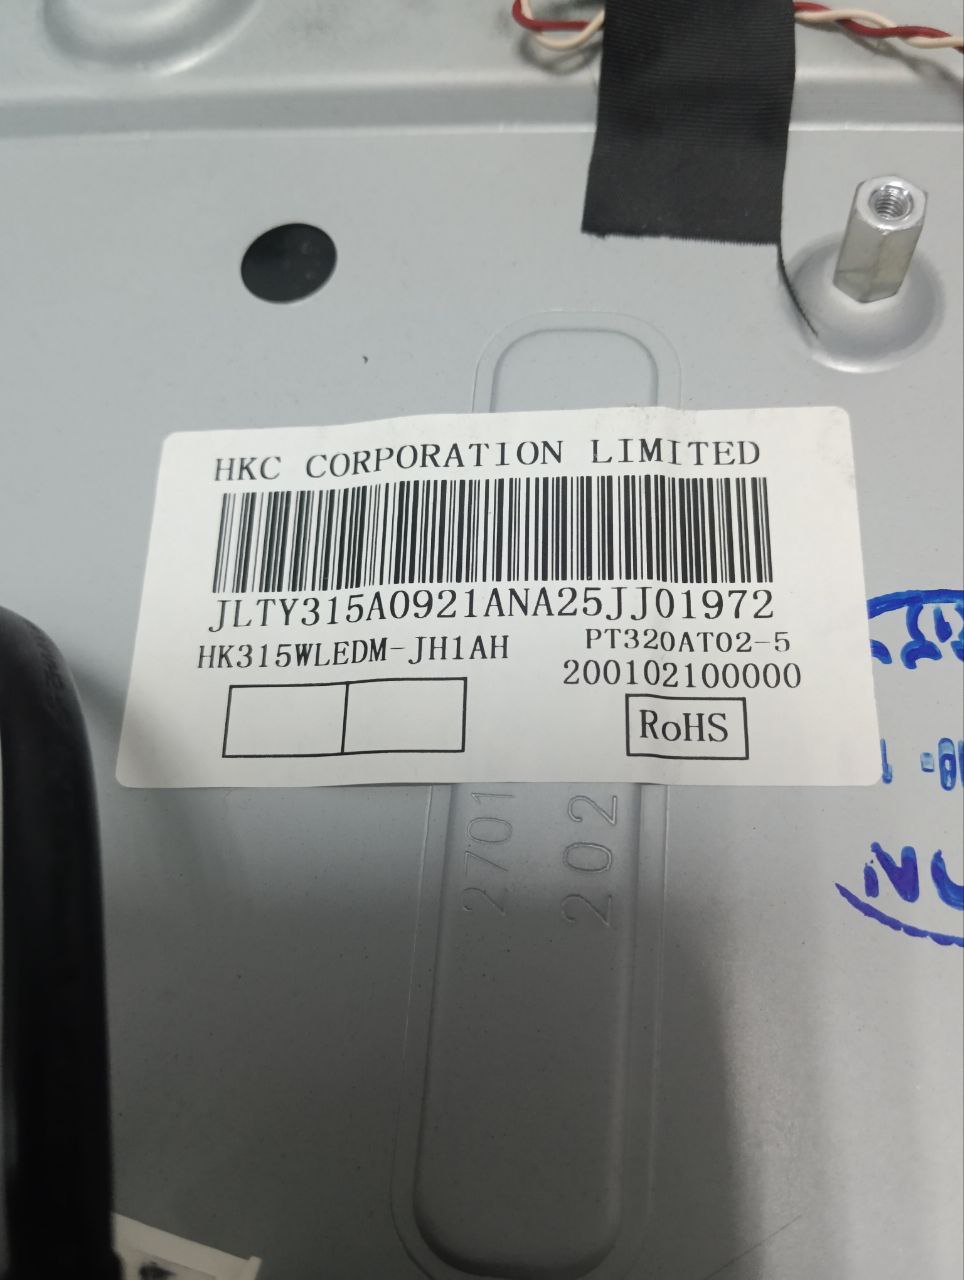 HKC CORPORATION LIMITED
JLTY315A0921ANA25JJ01972
HK315WLEDM-JH1AH
PT320AT02-5
200102100000
RoHS
2701
202